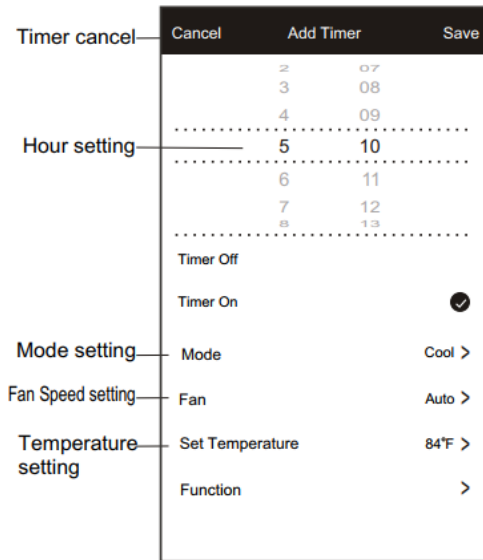 Timer cancel
Cancel Add Timer Save
2 07
3 08
4 09
Hour setting
5 10
6 11
7 12
8 13
Timer Off
Timer On
Mode setting
Mode Cool >
Fan Speed setting
Fan Auto >
Temperature setting
Set Temperature 84°F >
Function >